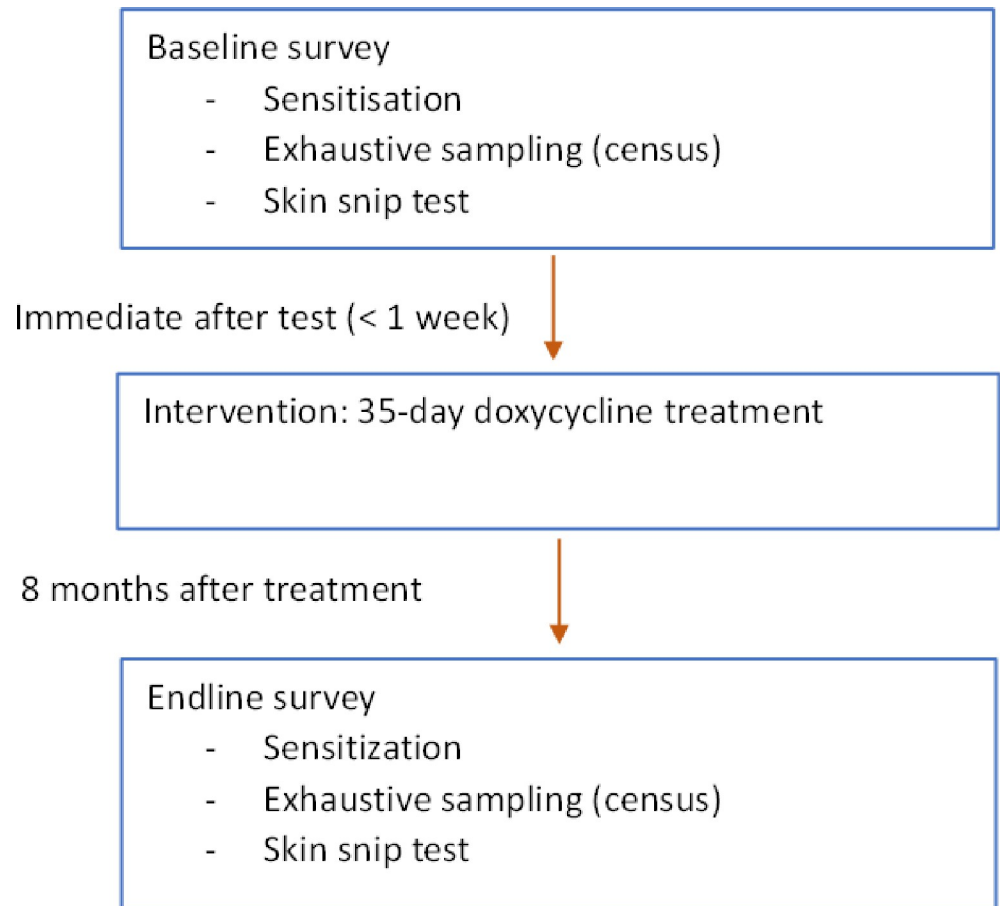 Baseline survey
- Sensitisation
- Exhaustive sampling (census)
- Skin snip test
Immediate after test (< 1 week)
Intervention: 35-day doxycycline treatment
8 months after treatment
Endline survey
- Sensitization
- Exhaustive sampling (census)
- Skin snip test